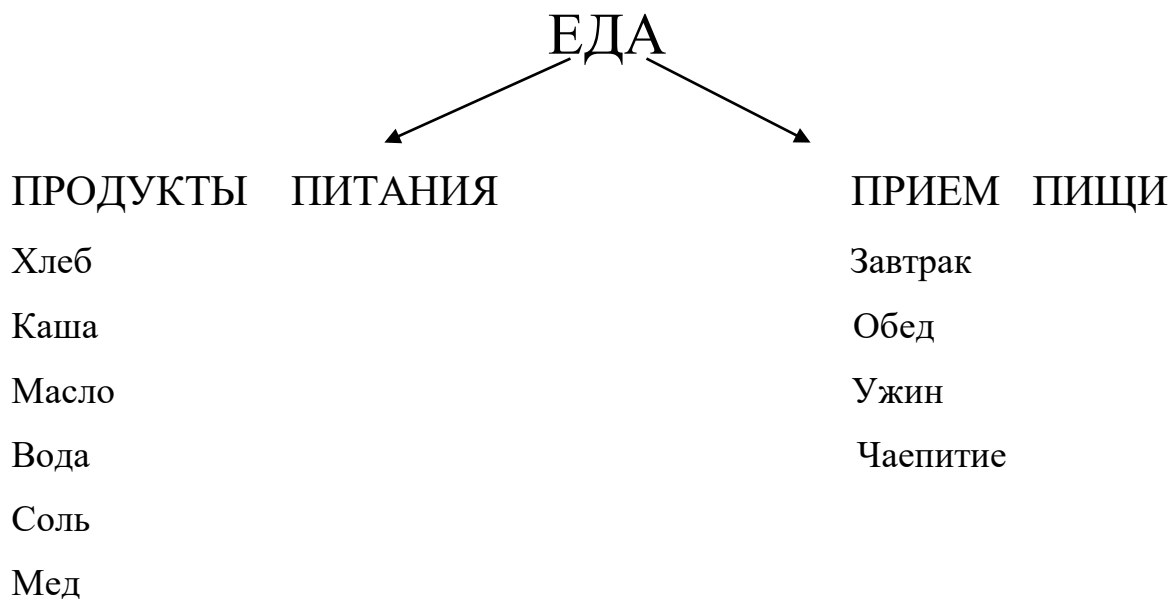 ЕДА
ПРОДУКТЫ ПИТАНИЯ ПРИЕМ ПИЩИ
Хлеб Завтрак
Каша Обед
Масло Ужин
Вода Чаепитие
Соль
Мед